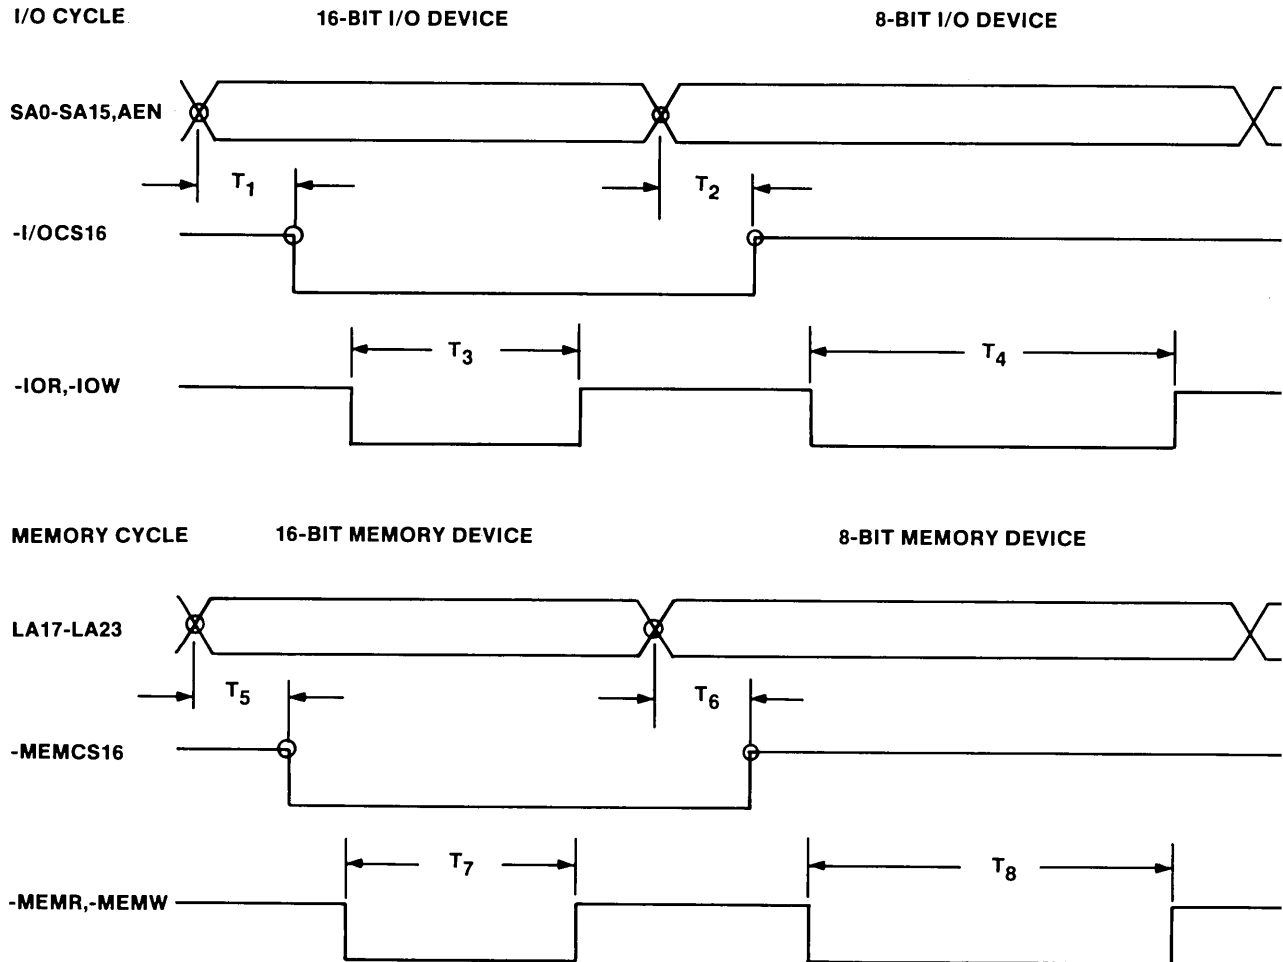 I/O CYCLE 16-BIT I/O DEVICE 8-BIT I/O DEVICE
SA0-SA15,AEN
T1 T2
-I/OCS16
T3 T4
-IOR,-IOW
MEMORY CYCLE 16-BIT MEMORY DEVICE 8-BIT MEMORY DEVICE
LA17-LA23
T5 T6
-MEMCS16
T7 T8
-MEMR,-MEMW